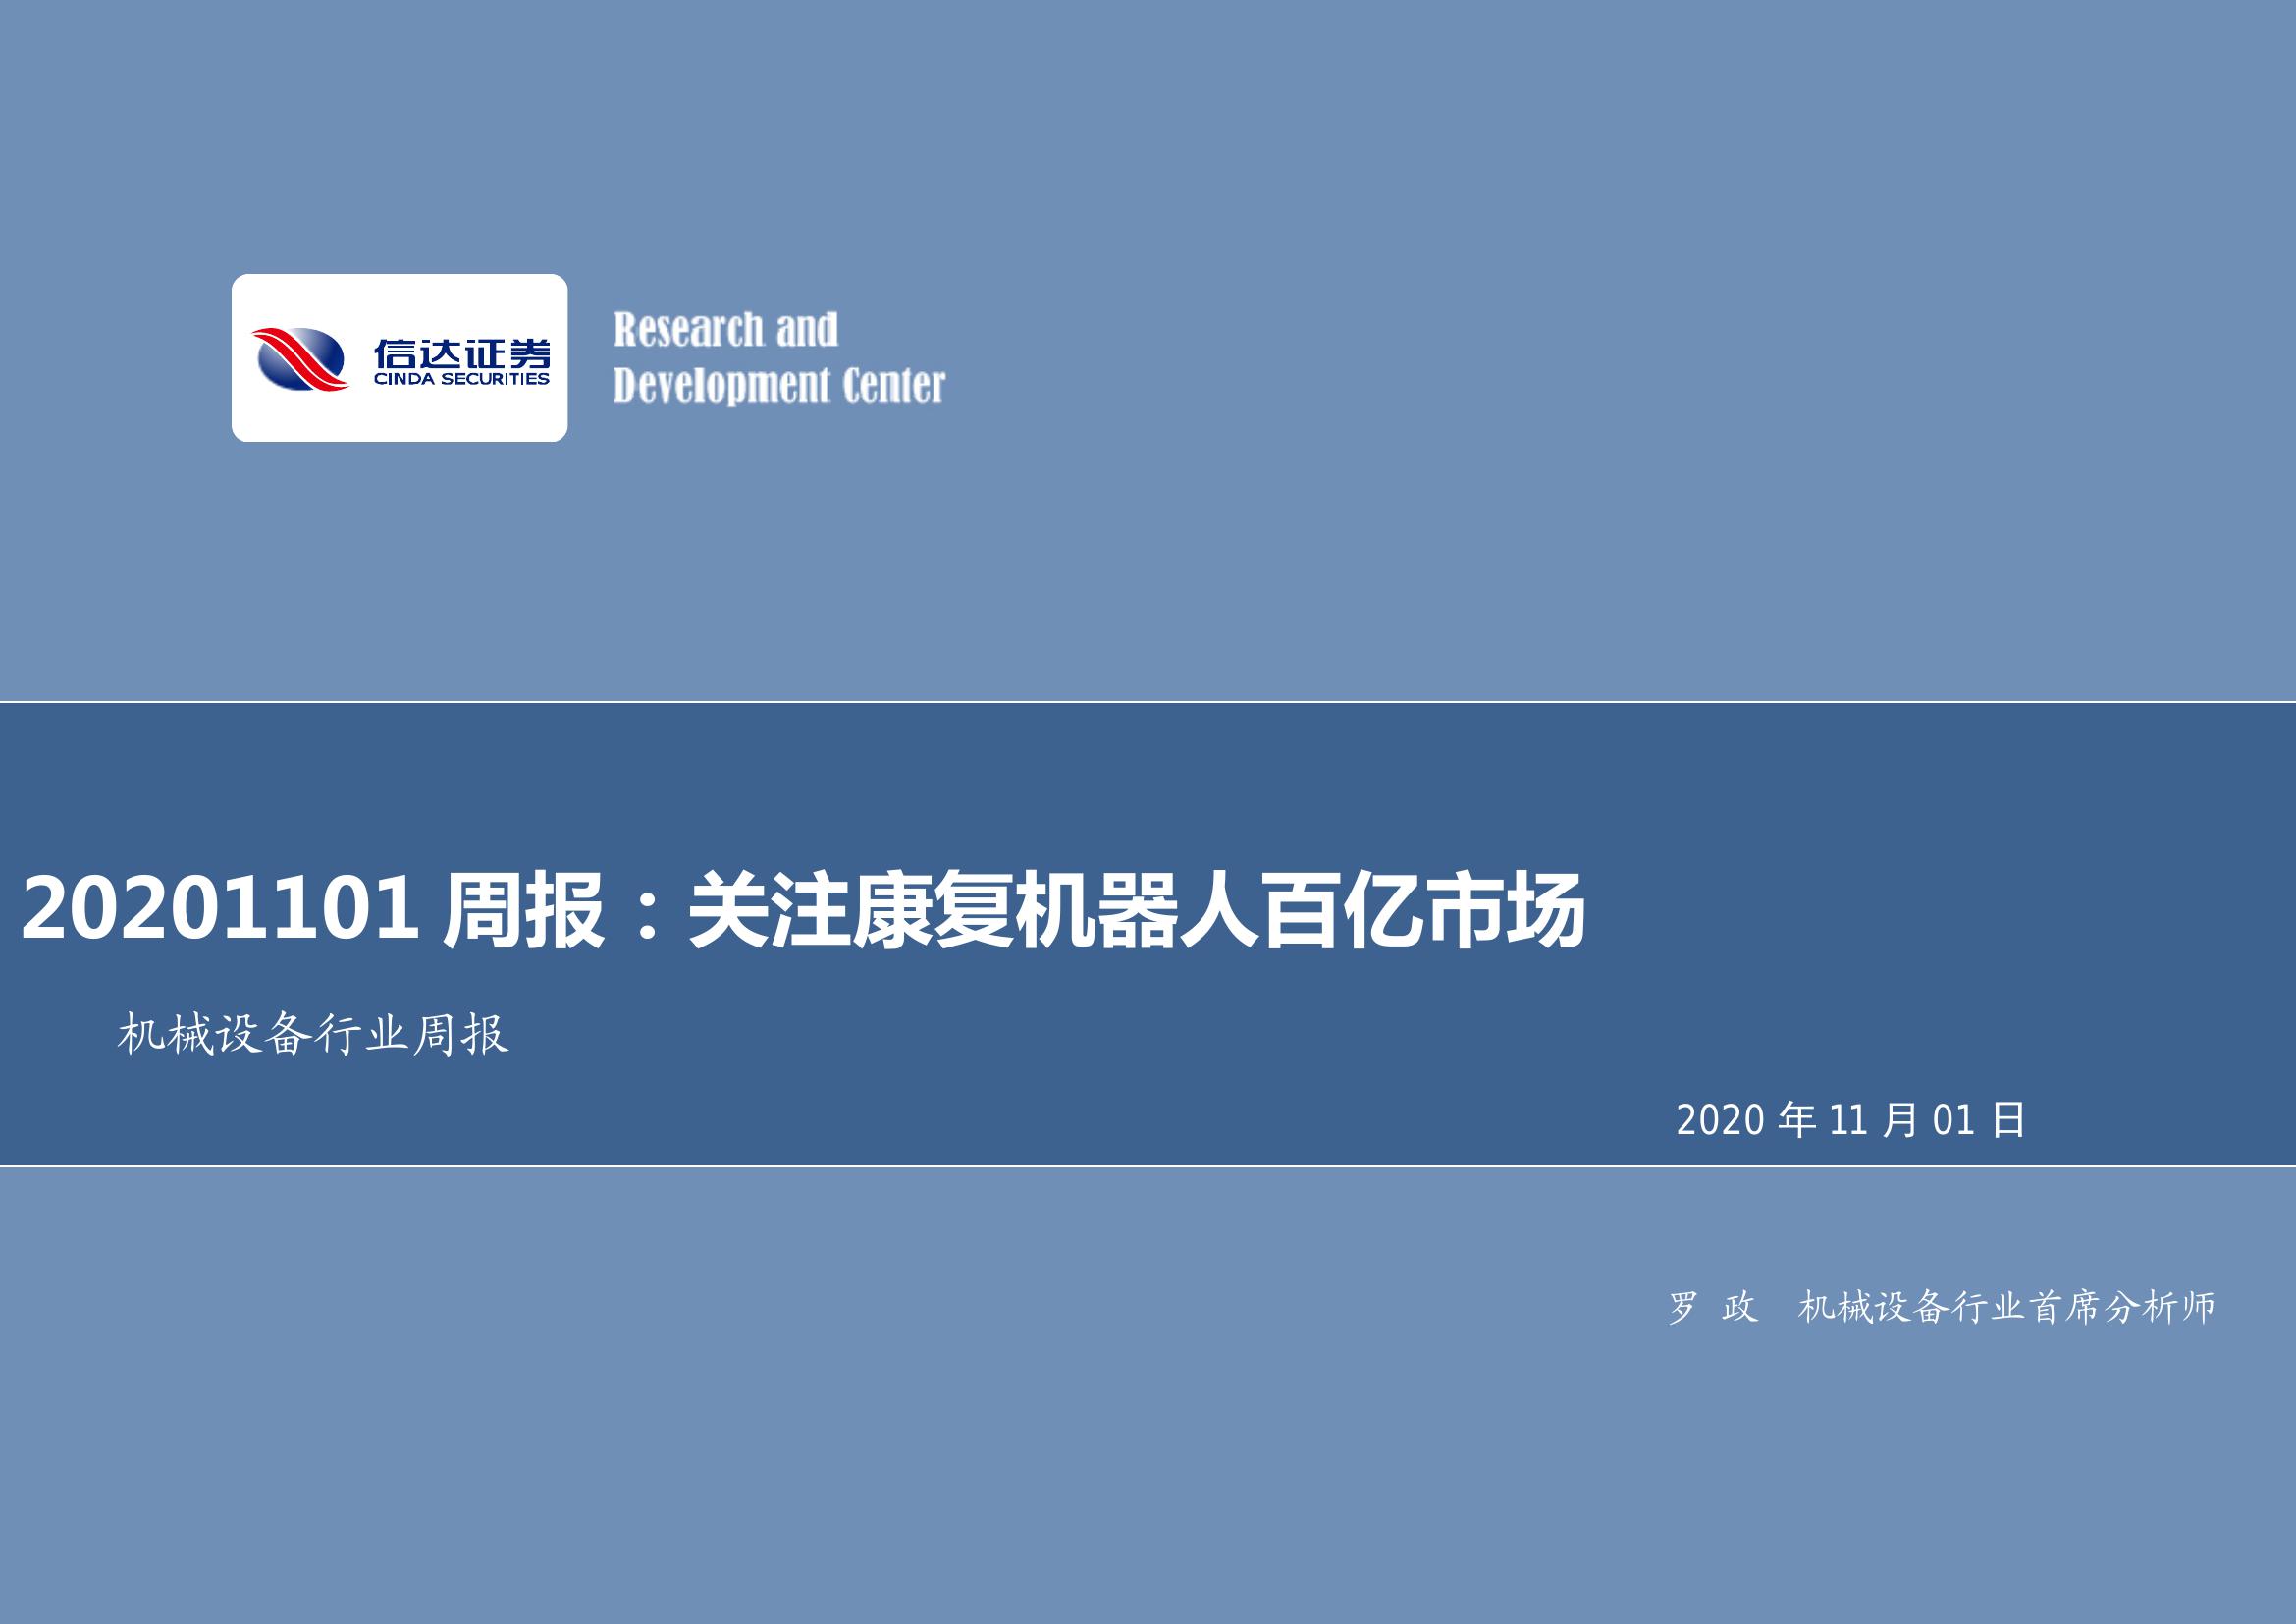 信达证券
CINDA SECURITIES
Research and
Development Center
20201101 周报：关注康复机器人百亿市场
机械设备行业周报
2020 年 11 月 01 日
罗 政 机械设备行业首席分析师